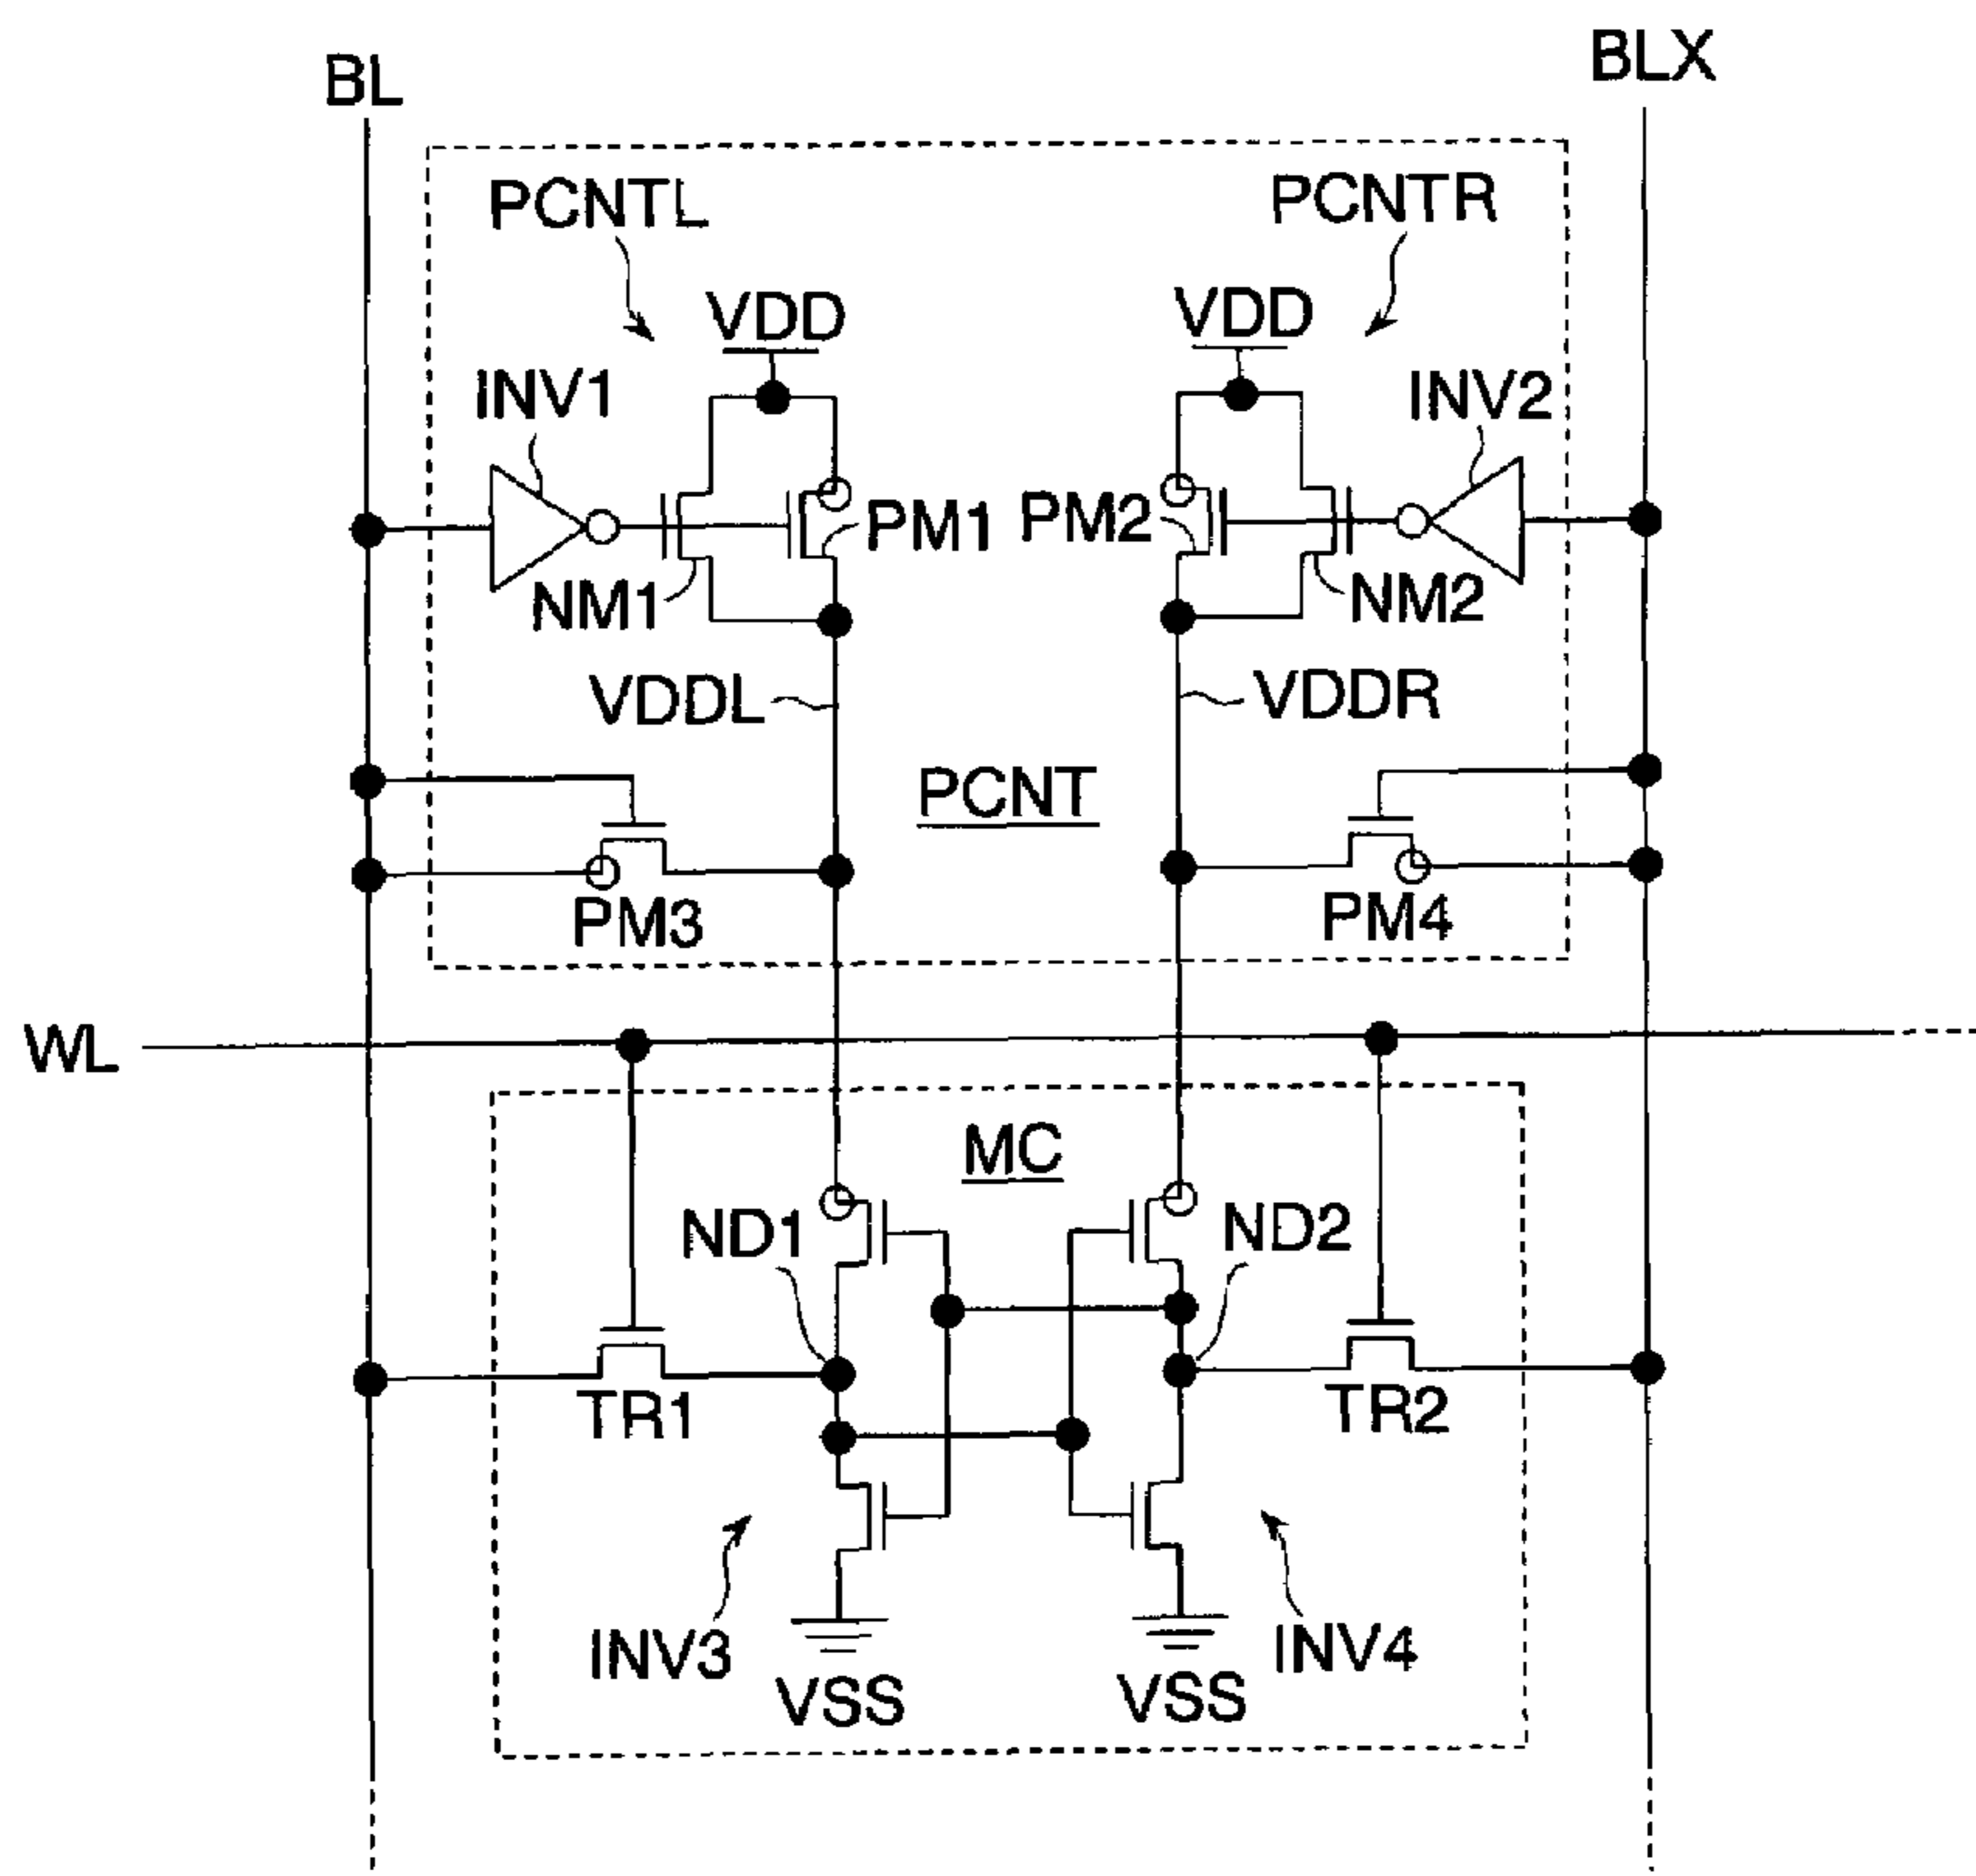 BL
BLX
PCNTL
PCNTR
VDD
VDD
INV1
INV2
PM1
PM2
NM1
NM2
VDDL
VDDR
PCNT
PM3
PM4
WL
MC
ND1
ND2
TR1
TR2
INV3
INV4
VSS
VSS